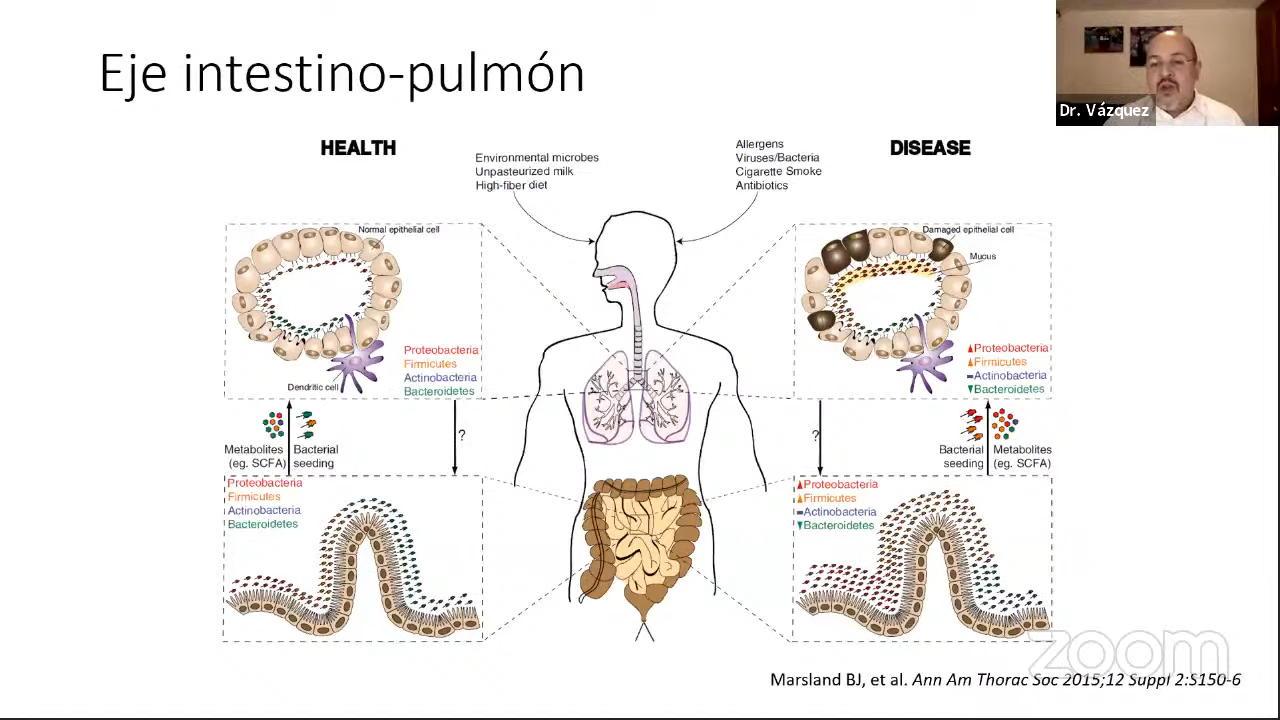 Eje intestino-pulmón
Dr. Vázquez
HEALTH
Environmental microbes
Unpasteurized milk
High-fiber diet
Allergens
Viruses/Bacteria
Cigarette Smoke
Antibiotics
DISEASE
Normal epithelial cell
Dendritic cell
Proteobacteria
Firmicutes
Actinobacteria
Bacteroidetes
Damaged epithelial cell
Mucus
▲Proteobacteria
▲Firmicutes
▬Actinobacteria
▼Bacteroidetes
Metabolites
(eg. SCFA)
Bacterial
seeding
?
?
Bacterial
seeding
Metabolites
(eg. SCFA)
Proteobacteria
Firmicutes
Actinobacteria
Bacteroidetes
▲Proteobacteria
▲Firmicutes
▬Actinobacteria
▼Bacteroidetes
zoom
Marsland BJ, et al. Ann Am Thorac Soc 2015;12 Suppl 2:S150-6